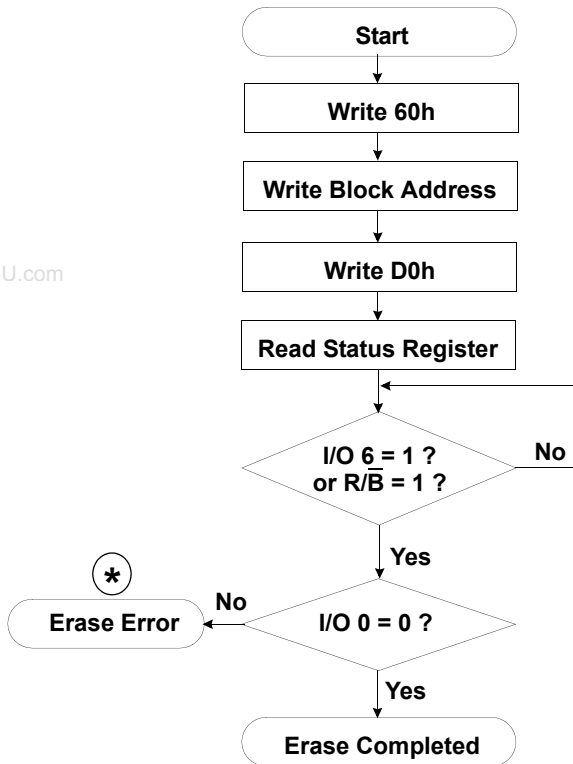 Start
Write 60h
Write Block Address
U.com
Write D0h
Read Status Register
I/O 6 = 1 ?
or R/B̅ = 1 ?
No
Yes
*
No
Erase Error
I/O 0 = 0 ?
Yes
Erase Completed